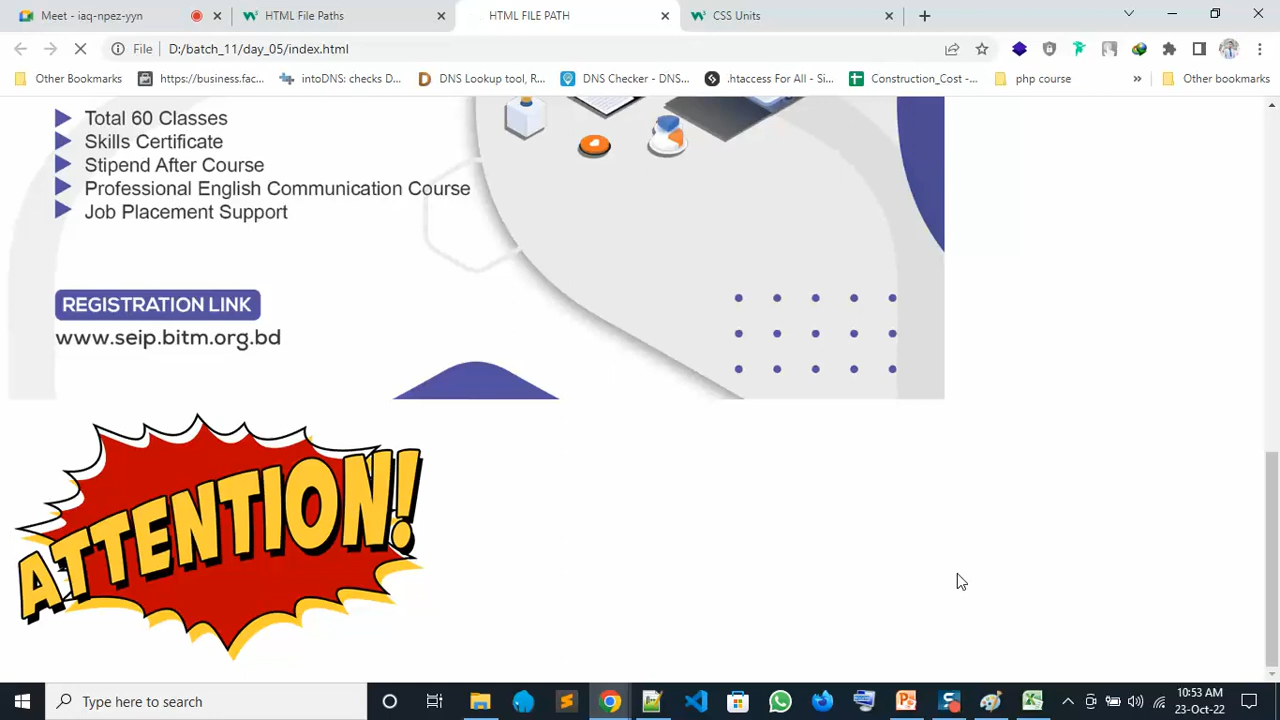 Meet - iaq-npez-yyn
HTML File Paths
HTML FILE PATH
CSS Units
File
D:/batch_11/day_05/index.html
Other Bookmarks
https://business.fac...
intoDNS: checks D...
DNS Lookup tool, R...
DNS Checker - DNS...
.htaccess For All - Si...
Construction_Cost -...
php course
»
Other bookmarks
Total 60 Classes
Skills Certificate
Stipend After Course
Professional English Communication Course
Job Placement Support
REGISTRATION LINK
www.seip.bitm.org.bd
ATTENTION!
Type here to search
10:53 AM
23-Oct-22